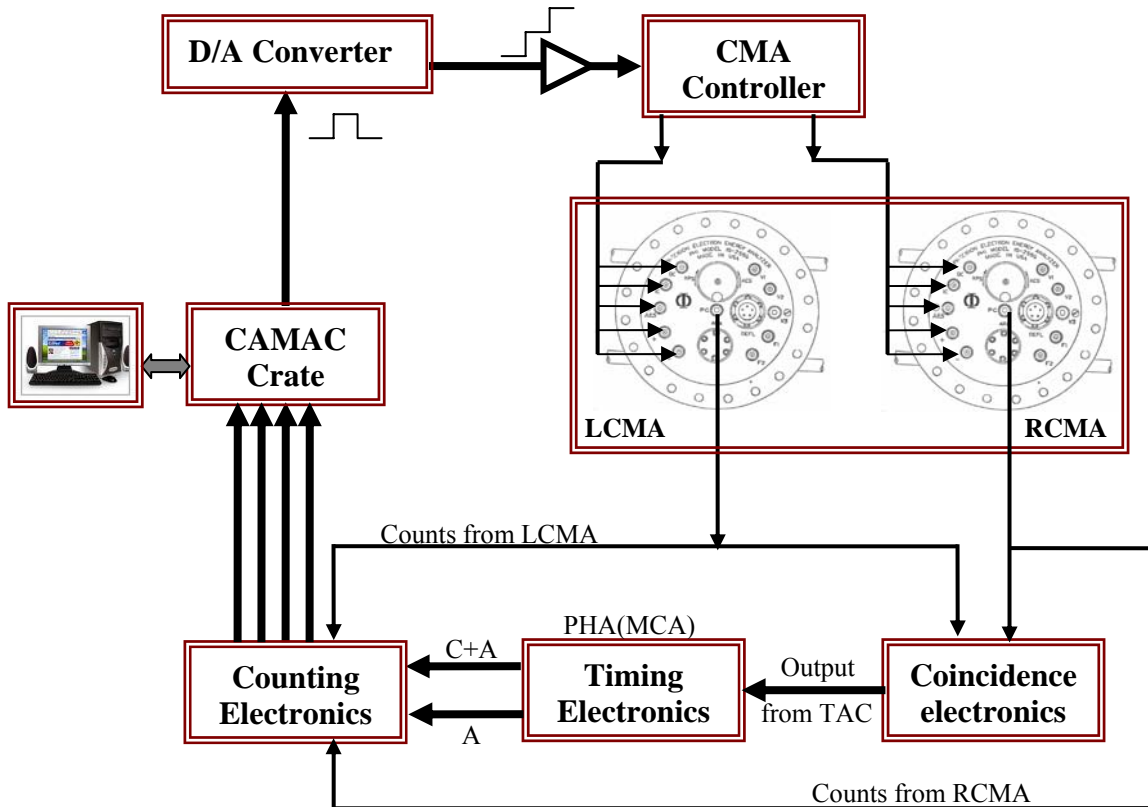 D/A Converter
CMA
Controller
CAMAC
Crate
LCMA
RCMA
Counts from LCMA
PHA(MCA)
C+A
A
Counting
Electronics
Timing
Electronics
Output
from TAC
Coincidence
electronics
Counts from RCMA